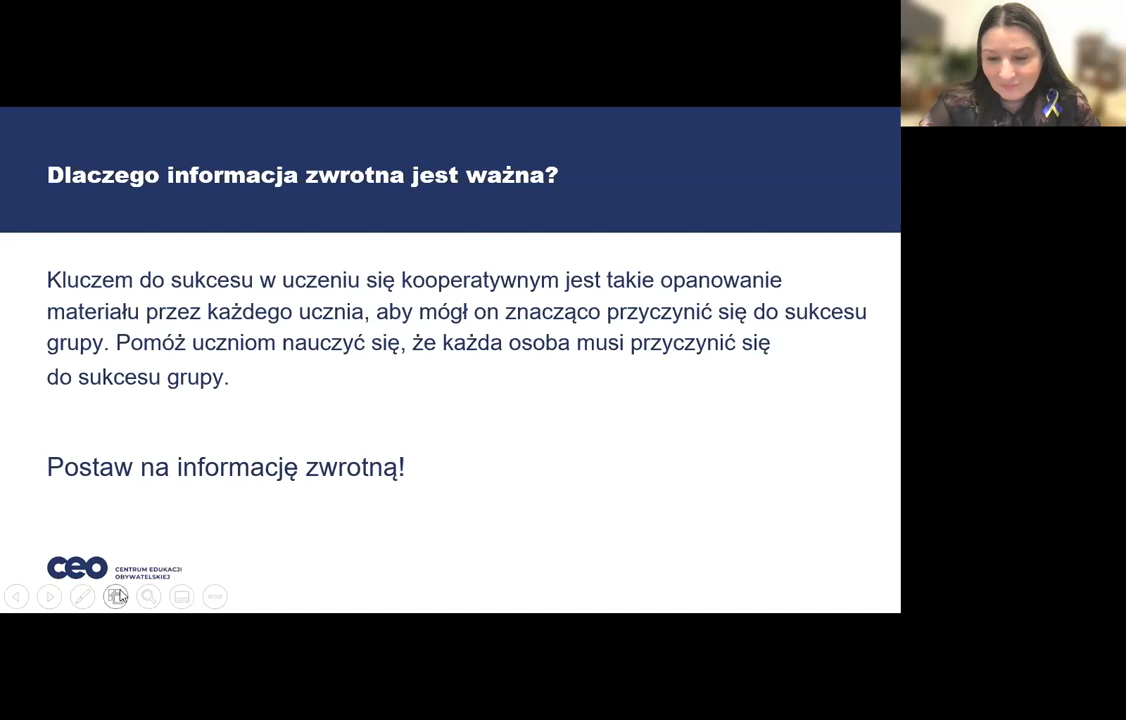 Dlaczego informacja zwrotna jest ważna?
Kluczem do sukcesu w uczeniu się kooperatywnym jest takie opanowanie
materiału przez każdego ucznia, aby mógł on znacząco przyczynić się do sukcesu
grupy. Pomóż uczniom nauczyć się, że każda osoba musi przyczynić się
do sukcesu grupy.
Postaw na informację zwrotną!
ceo CENTRUM EDUKACJI
OBYWATELSKIEJ